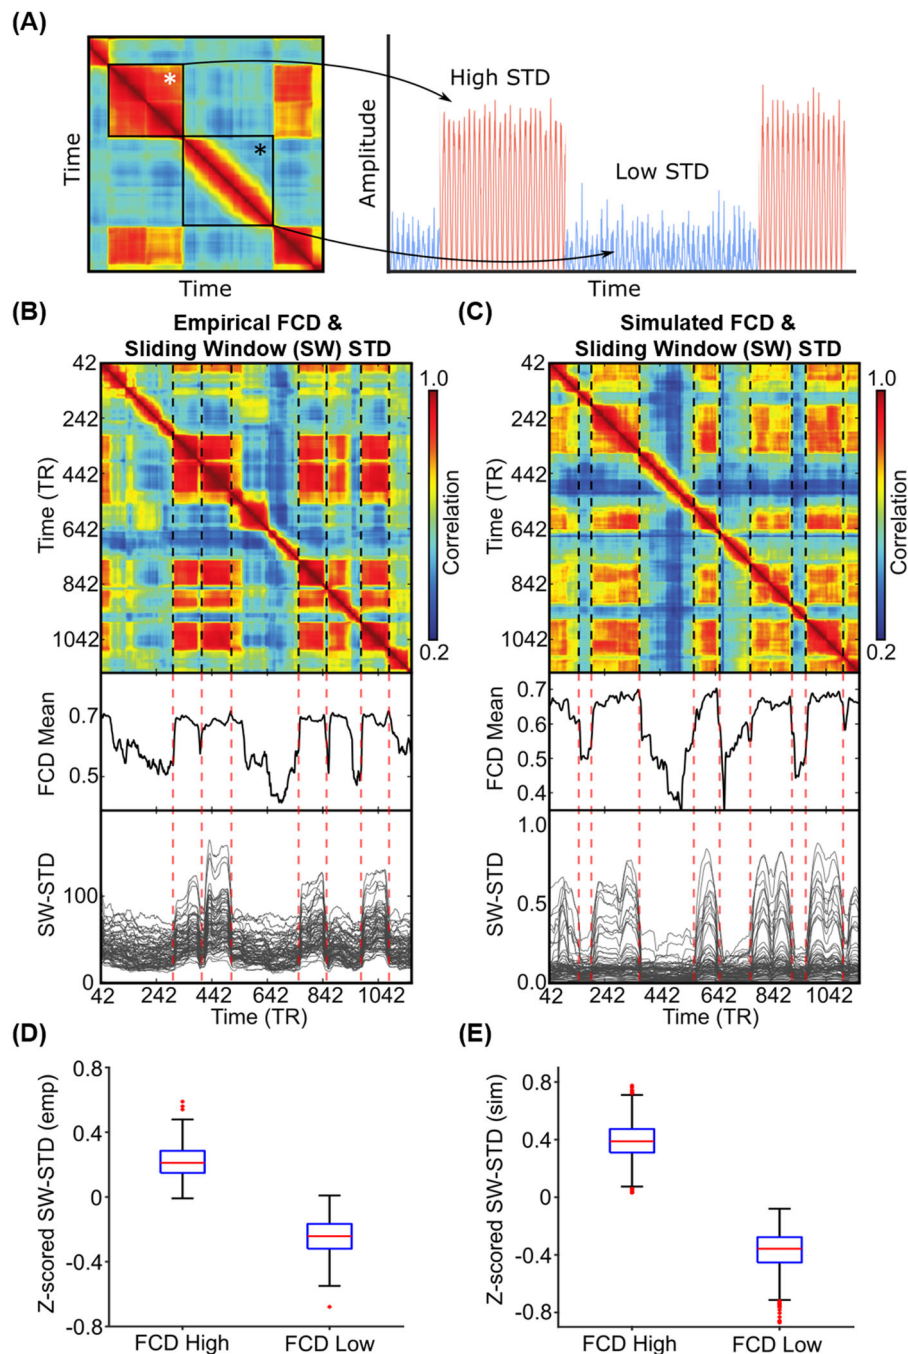 (A)
*
*
High STD
Low STD
Time
Amplitude
Time
Time
(B)
Empirical FCD &
Sliding Window (SW) STD
(C)
Simulated FCD &
Sliding Window (SW) STD
42
242
442
642
842
1042
Time (TR)
1.0
Correlation
0.2
42
242
442
642
842
1042
Time (TR)
1.0
Correlation
0.2
FCD Mean
0.7
0.5
FCD Mean
0.7
0.6
0.5
0.4
SW-STD
100
0
SW-STD
1.0
0.5
0.0
42 242 442 642 842 1042
Time (TR)
42 242 442 642 842 1042
Time (TR)
(D)
Z-scored SW-STD (emp)
0.8
0.4
0
-0.4
-0.8
FCD High FCD Low
(E)
Z-scored SW-STD (sim)
0.8
0.4
0
-0.4
-0.8
FCD High FCD Low